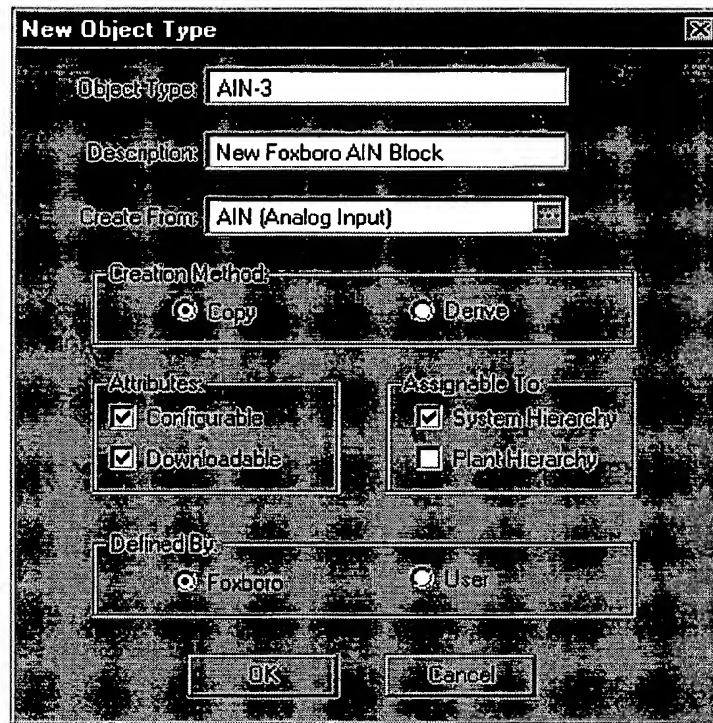 New Object Type
Object Type: AIN-3
Description: New Foxboro AIN Block
Create From: AIN (Analog Input)
Creation Method:
Copy Derive
Attributes: Assignable To:
Configurable System Hierarchy
Downloadable Plant Hierarchy
Defined By:
Foxboro User
OK Cancel